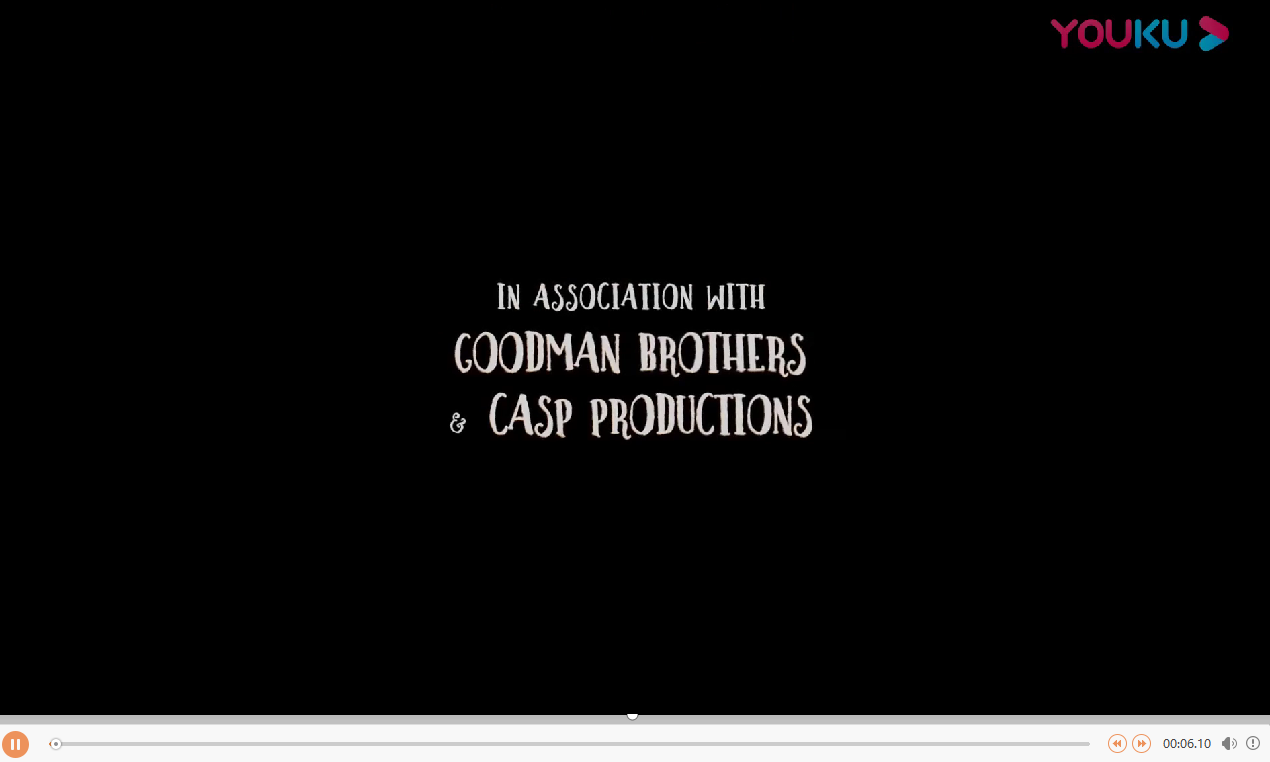 YOUKU
IN ASSOCIATION WITH
GOODMAN BROTHERS
& CASP PRODUCTIONS
00:06.10